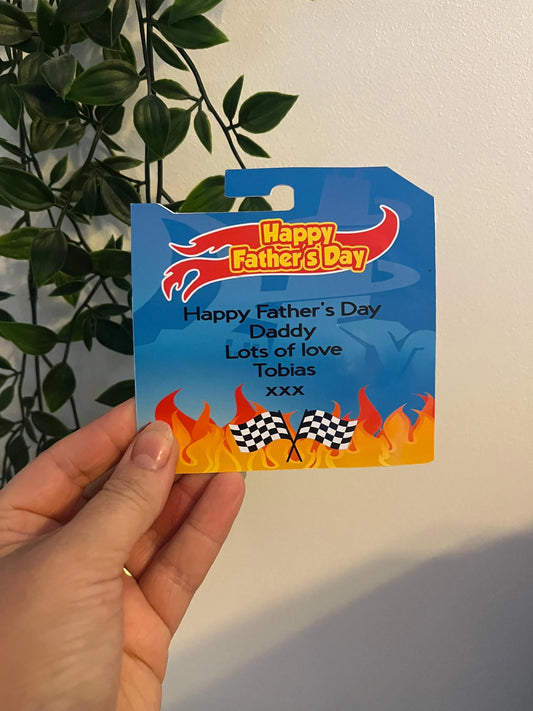 Happy
Father's Day
Happy Father's Day
Daddy
Lots of love
Tobias
xxx